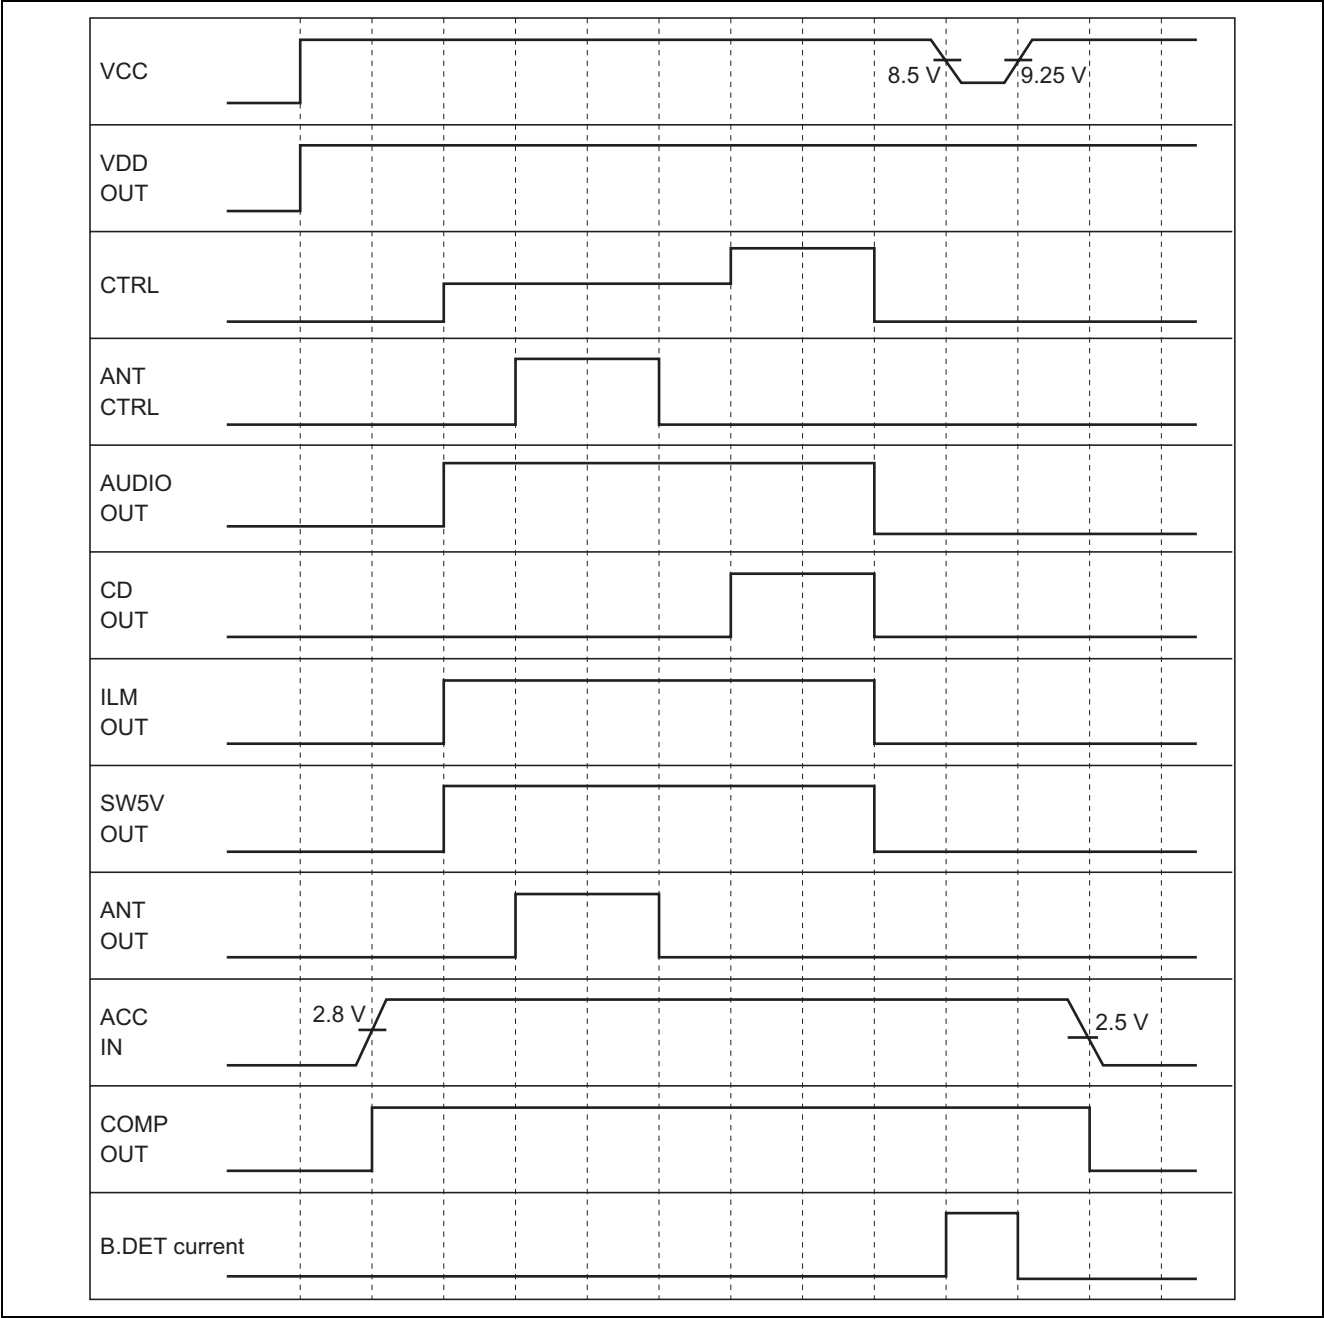 VCC
8.5 V
9.25 V
VDD
OUT
CTRL
ANT
CTRL
AUDIO
OUT
CD
OUT
ILM
OUT
SW5V
OUT
ANT
OUT
ACC
IN
2.8 V
2.5 V
COMP
OUT
B.DET current